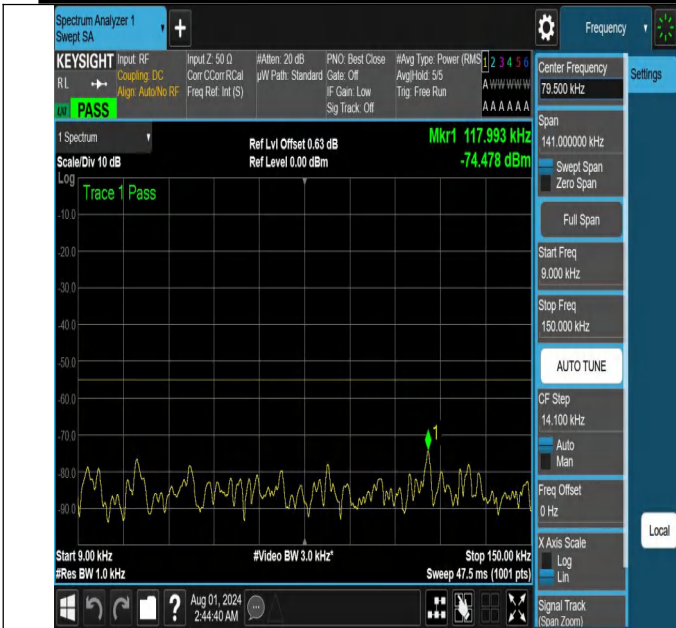 Spectrum Analyzer 1
Swept SA
+
Frequency
KEYSIGHT
RL
PASS
Input: RF
Coupling: DC
Align: Auto/No RF
Input Z: 50 Ω
Corr CCorr RCal
Freq Ref: Int (S)
#Atten: 20 dB
µW Path: Standard
PNO: Best Close
Gate: Off
IF Gain: Low
Sig Track: Off
#Avg Type: Power (RMS
Avg|Hold: 5/5
Trig: Free Run
1 2 3 4 5 6
A W W W W W
A A A A A A
Center Frequency
79.500 kHz
Settings
1 Spectrum
Scale/Div 10 dB
Ref Lvl Offset 0.63 dB
Ref Level 0.00 dBm
Mkr1 117.993 kHz
-74.478 dBm
Span
141.000000 kHz
Swept Span
Zero Span
Full Span
Start Freq
9.000 kHz
Stop Freq
150.000 kHz
AUTO TUNE
CF Step
14.100 kHz
Auto
Man
Freq Offset
0 Hz
X Axis Scale
Log
Lin
Signal Track
(Span Zoom)
Local
Log
Trace 1 Pass
-10.0
-20.0
-30.0
-40.0
-50.0
-60.0
-70.0
-80.0
-90.0
1
Start 9.00 kHz
#Res BW 1.0 kHz
#Video BW 3.0 kHz*
Stop 150.00 kHz
Sweep 47.5 ms (1001 pts)
?
Aug 01, 2024
2:44:40 AM